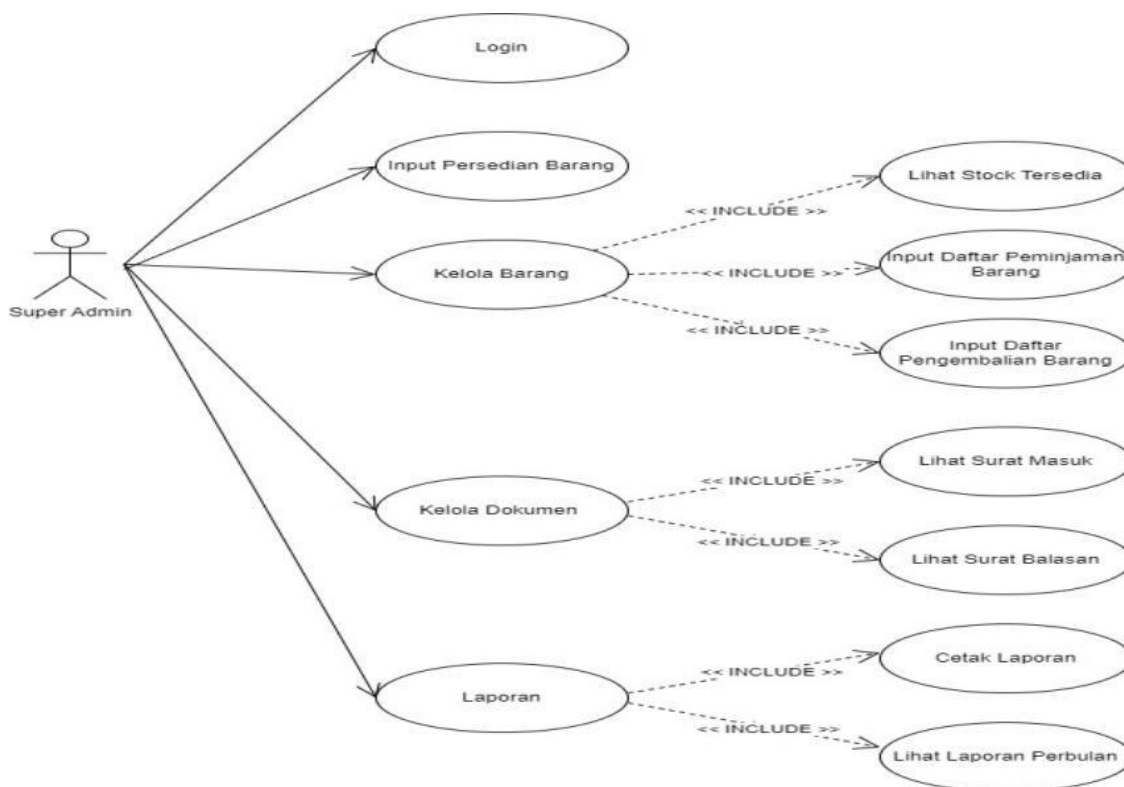 Login
Input Persedian Barang
Lihat Stock Tersedia
<< INCLUDE >>
Super Admin
Kelola Barang
<< INCLUDE >>
Input Daftar Peminjaman
Barang
<< INCLUDE >>
Input Daftar
Pengembalian Barang
Kelola Dokumen
<< INCLUDE >>
Lihat Surat Masuk
<< INCLUDE >>
Lihat Surat Balasan
Laporan
<< INCLUDE >>
Cetak Laporan
<< INCLUDE >>
Lihat Laporan Perbulan